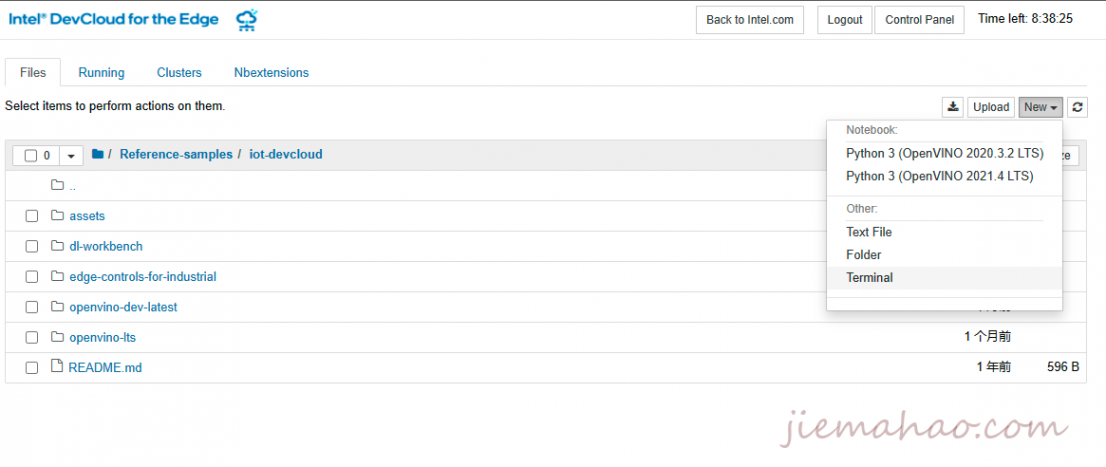 Intel® DevCloud for the Edge
Back to Intel.com
Logout
Control Panel
Time left: 8:38:25
Files
Running
Clusters
Nbextensions
Select items to perform actions on them.
Upload
New
0
/ Reference-samples / iot-devcloud
..
assets
dl-workbench
edge-controls-for-industrial
openvino-dev-latest
openvino-lts
1 个月前
README.md
1 年前
596 B
Notebook:
Python 3 (OpenVINO 2020.3.2 LTS)
Python 3 (OpenVINO 2021.4 LTS)
Other:
Text File
Folder
Terminal
jiemahao.com